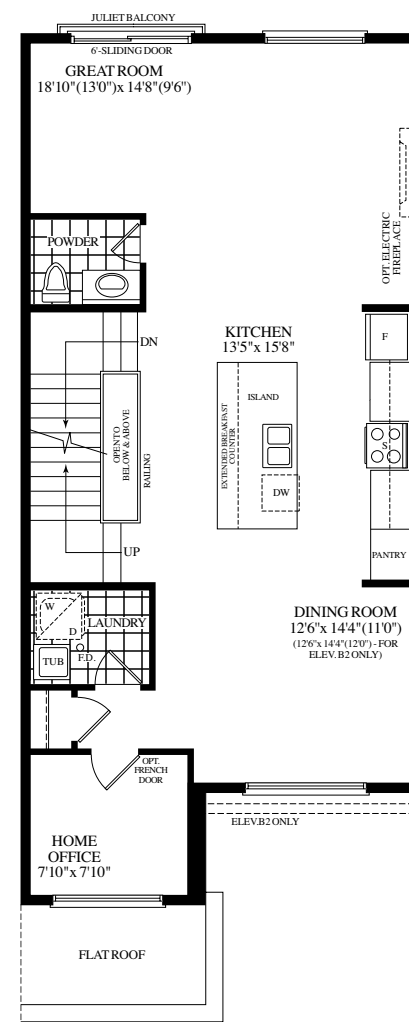 JULIET BALCONY
6'-SLIDING DOOR
GREAT ROOM
18'10"(13'0")x 14'8"(9'6")
OPT. ELECTRIC
FIREPLACE
POWDER
DN
KITCHEN
13'5"x 15'8"
F
ISLAND
EXTENDED BREAKFAST
COUNTER
OPEN TO
BELOW & ABOVE
RAILING
S
DW
UP
PANTRY
W
D
LAUNDRY
TUB
F.D.
DINING ROOM
12'6"x 14'4"(11'0")
(12'6"x 14'4"(12'0") - FOR
ELEV. B2 ONLY)
OPT.
FRENCH
DOOR
HOME
OFFICE
7'10"x 7'10"
ELEV.B2 ONLY
FLAT ROOF